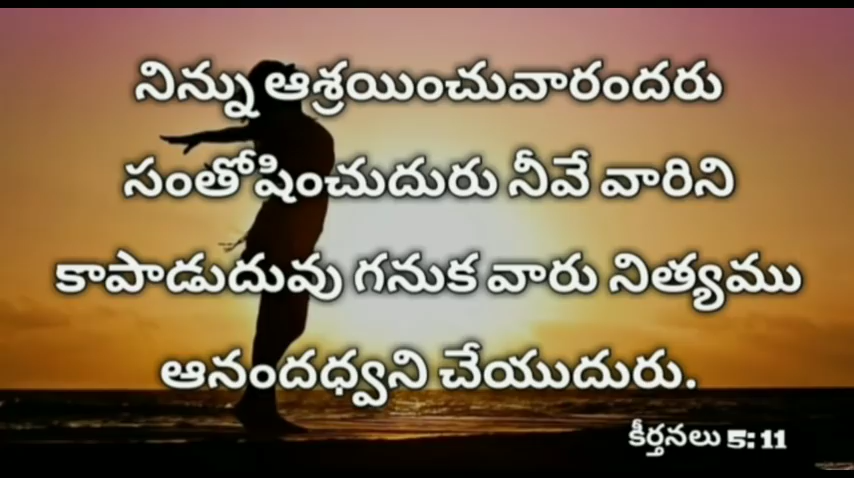 నిన్ను ఆశ్రయించువారందరు
సంతోషించుదురు నీవే వారిని
కాపాడుదువు గనుక వారు నిత్యము
ఆనందధ్వని చేయుదురు.
కీర్తనలు 5: 11